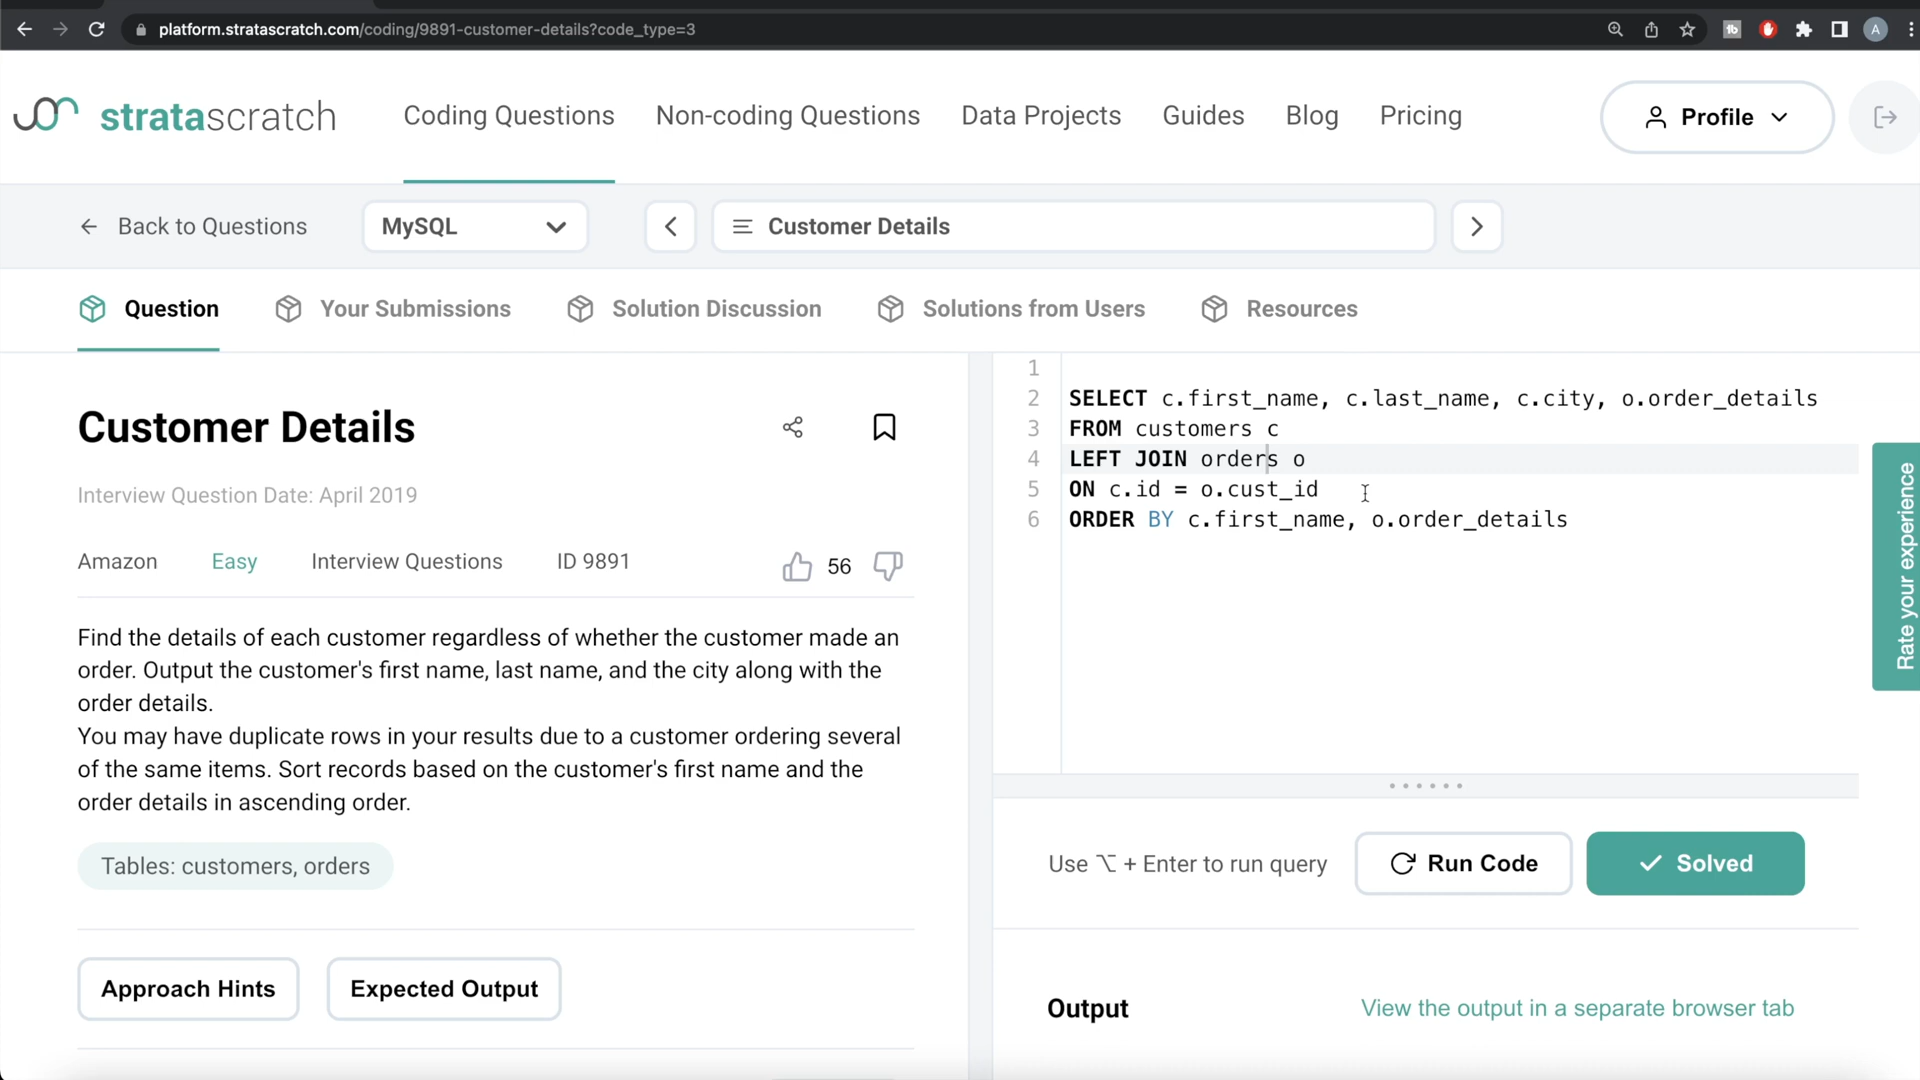 platform.stratascratch.com/coding/9891-customer-details?code_type=3
tb
A
stratascratch
Coding Questions
Non-coding Questions
Data Projects
Guides
Blog
Pricing
Profile
Back to Questions
MySQL
Customer Details
Question
Your Submissions
Solution Discussion
Solutions from Users
Resources
Customer Details
Interview Question Date: April 2019
Amazon
Easy
Interview Questions
ID 9891
56
Find the details of each customer regardless of whether the customer made an
order. Output the customer's first name, last name, and the city along with the
order details.
You may have duplicate rows in your results due to a customer ordering several
of the same items. Sort records based on the customer's first name and the
order details in ascending order.
Tables: customers, orders
Approach Hints
Expected Output
1
2 SELECT c.first_name, c.last_name, c.city, o.order_details
3 FROM customers c
4 LEFT JOIN orders o
5 ON c.id = o.cust_id
6 ORDER BY c.first_name, o.order_details
Rate your experience
Use ⌥ + Enter to run query
Run Code
Solved
Output
View the output in a separate browser tab